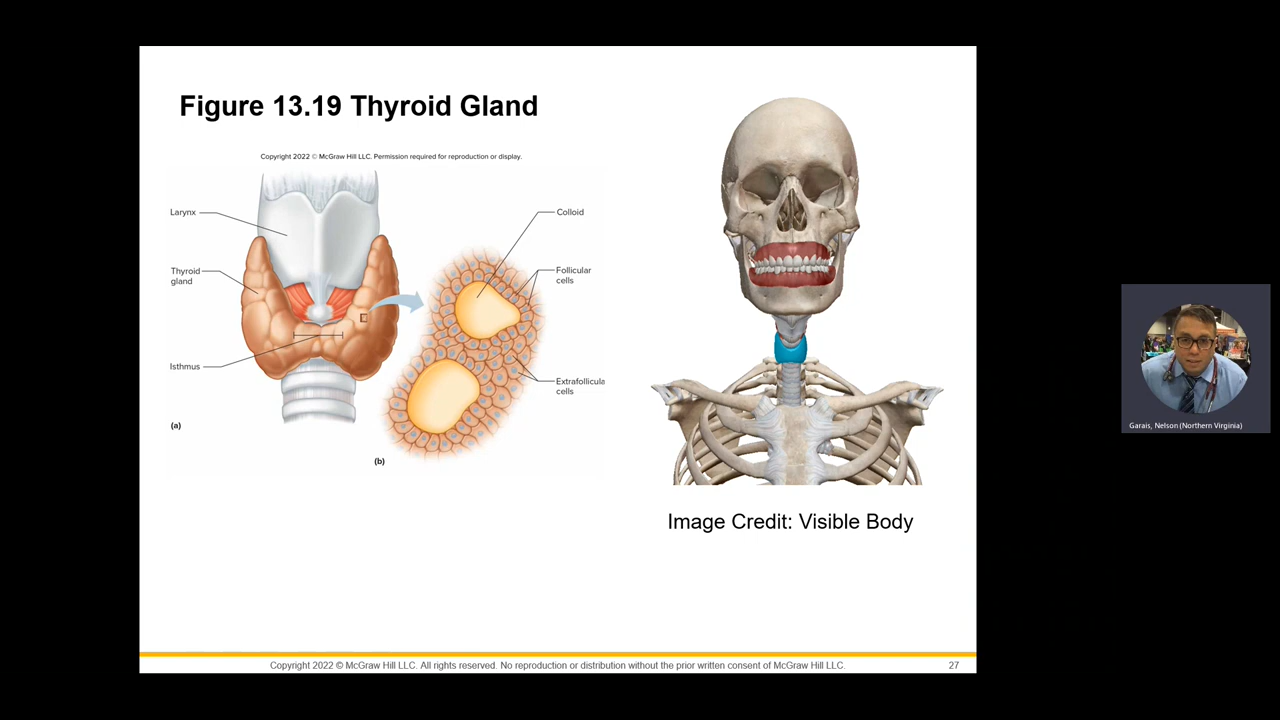 Figure 13.19 Thyroid Gland
Copyright 2022 © McGraw Hill LLC. Permission required for reproduction or display.
Larynx
Thyroid
gland
Isthmus
(a)
Colloid
Follicular
cells
Extrafollicula
cells
(b)
Image Credit: Visible Body
Garais, Nelson (Northern Virginia)
Copyright 2022 © McGraw Hill LLC. All rights reserved. No reproduction or distribution without the prior written consent of McGraw Hill LLC.
27